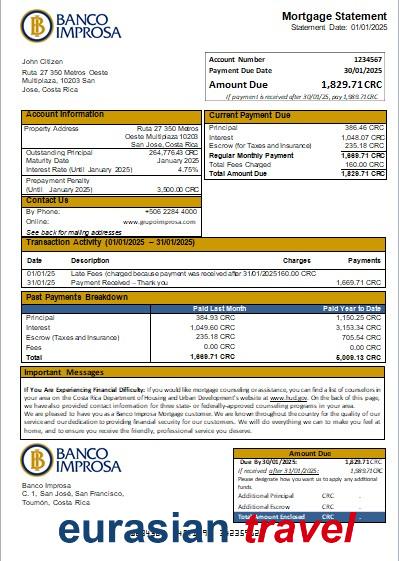 BANCO
IMPROSA
Mortgage Statement
Statement Date: 01/01/2025
John Citizen
Ruta 27 350 Metros Oeste
Multiplaza, 10203 San
Jose, Costa Rica
Account Number 1234567
Payment Due Date 30/01/2025
Amount Due 1,829.71 CRC
If payment is received after 30/01/25, pay 1,989.71 CRC
Account Information
Property Address Ruta 27 350 Metros
Oeste Multiplaza 10203
San Jose, Costa Rica
Outstanding Principal 264,776.43 CRC
Maturity Date January 2025
Interest Rate (Until January 2025) 4.75%
Prepayment Penalty
(Until January 2025) 3,500.00 CRC
Contact Us
By Phone: +506 2284 4000
Online: www.grupoimprosa.com
See back for mailing addresses
Current Payment Due
Principal 386.46 CRC
Interest 1,048.07 CRC
Escrow (for Taxes and Insurance) 235.18 CRC
Regular Monthly Payment 1,669.71 CRC
Total Fees Charged 160.00 CRC
Total Amount Due 1,829.71 CRC
Transaction Activity (01/01/2025 – 31/01/2025)
Date Description Charges Payments
01/01/25 Late Fees (charged because payment was received after 31/01/2025160.00 CRC
31/01/25 Payment Received – Thank you 1,669.71 CRC
Past Payments Breakdown
Paid Last Month Paid Year to Date
Principal 384.93 CRC 1,150.25 CRC
Interest 1,049.60 CRC 3,153.34 CRC
Escrow (Taxes and Insurance) 235.18 CRC 705.54 CRC
Fees 0.00 CRC 0.00 CRC
Total 1,669.71 CRC 5,009.13 CRC
Important Messages
If You Are Experiencing Financial Difficulty: If you would like mortgage counseling or assistance, you can find a list of counselors in
your area on the Costa Rica Department of Housing and Urban Development's website at www.hud.gov. On the back of this page,
we have also provided contact information for three state- or federally-approved counseling programs in your area.
We are pleased to have you as a Banco Improsa Mortgage customer. We are known throughout the country for the quality of our
service and our dedication to providing financial security for our customers. We will do everything we can to make you feel at
home, and to ensure you receive the friendly, professional service you deserve.
BANCO
IMPROSA
Banco Improsa
C. 1, San José, San Francisco,
Tournón, Costa Rica
Amount Due
Due By 30/01/2025: 1,829.71 CRC
If received after 31/01/2025: 1,989.71 CRC
Please designate how you want us to apply any additional
funds.
Additional Principal CRC .
Additional Escrow CRC .
Total Amount Enclosed CRC .
eurasian travel